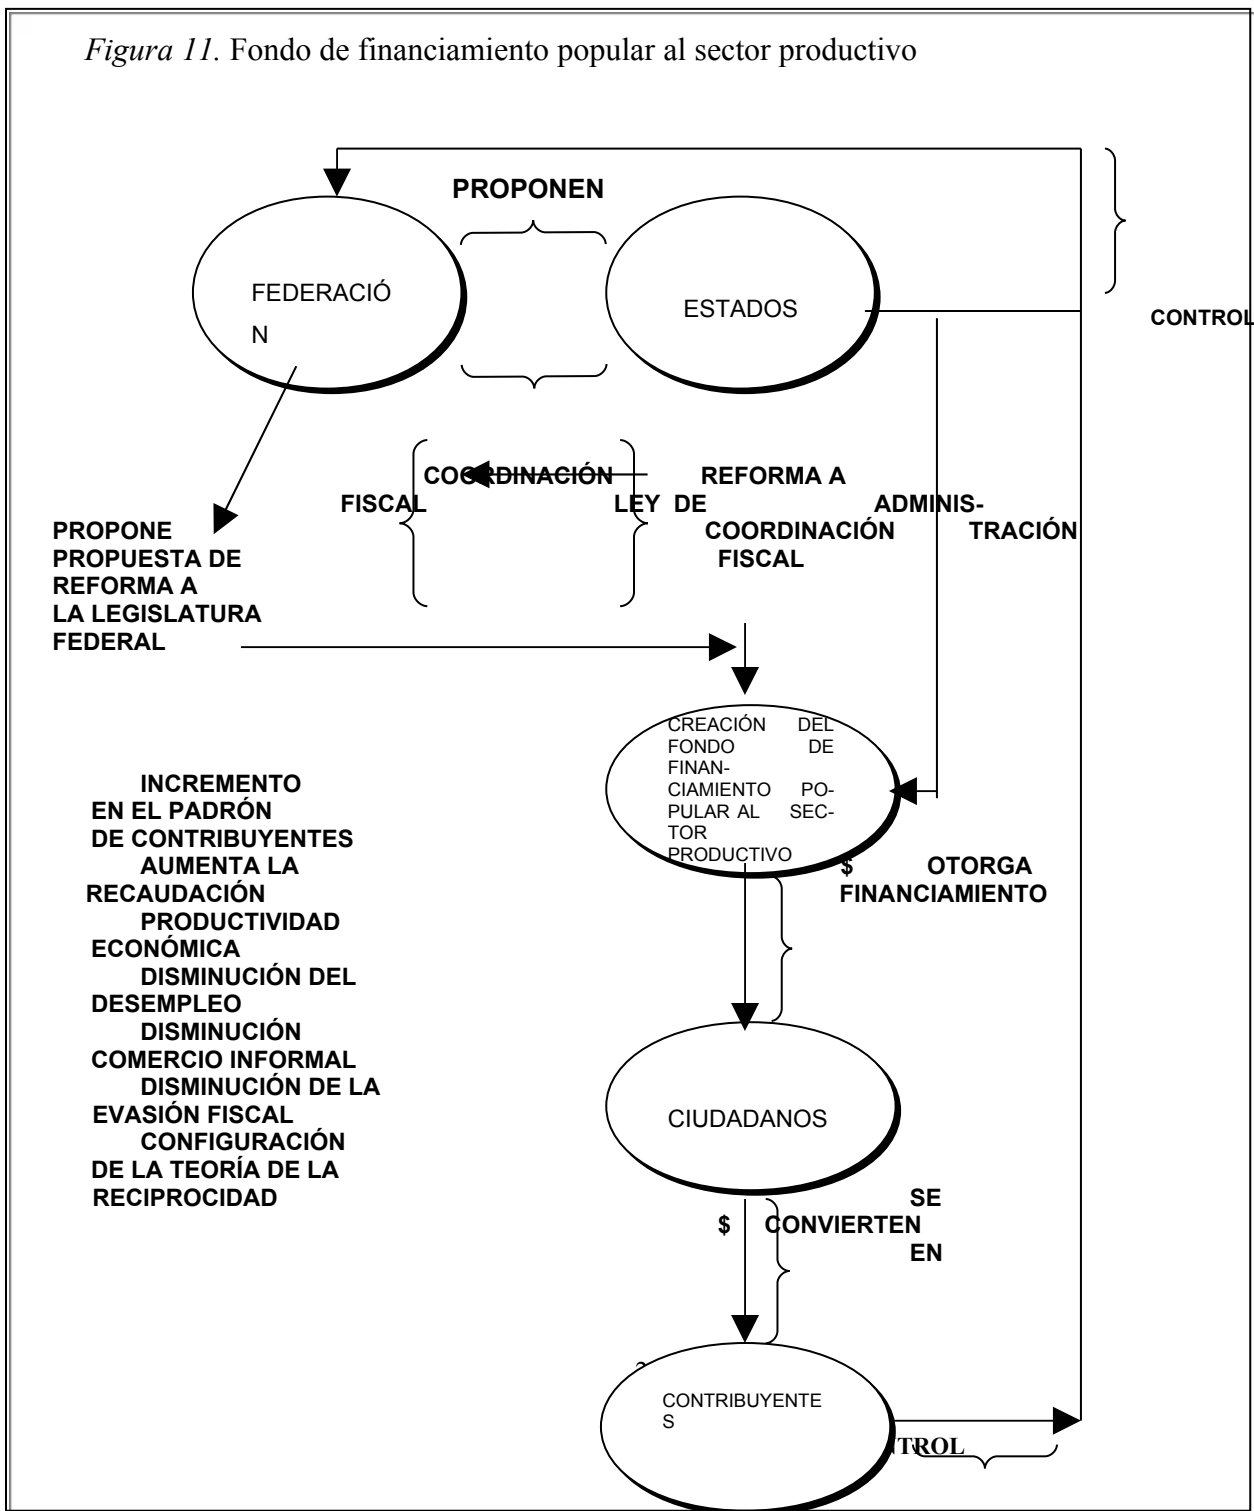 Figura 11. Fondo de financiamiento popular al sector productivo
PROPONEN
FEDERACIÓ
N
ESTADOS
CONTROL
COORDINACIÓN
FISCAL
REFORMA A
LEY DE
COORDINACIÓN
FISCAL
ADMINIS-
TRACIÓN
PROPONE
PROPUESTA DE
REFORMA A
LA LEGISLATURA
FEDERAL
CREACIÓN DEL
FONDO DE
FINAN-
CIAMIENTO PO-
PULAR AL SEC-
TOR
PRODUCTIVO
$ OTORGA
FINANCIAMIENTO
INCREMENTO
EN EL PADRÓN
DE CONTRIBUYENTES
AUMENTA LA
RECAUDACIÓN
PRODUCTIVIDAD
ECONÓMICA
DISMINUCIÓN DEL
DESEMPLEO
DISMINUCIÓN
COMERCIO INFORMAL
DISMINUCIÓN DE LA
EVASIÓN FISCAL
CONFIGURACIÓN
DE LA TEORÍA DE LA
RECIPROCIDAD
CIUDADANOS
SE
$ CONVIERTEN
EN
CONTRIBUYENTE
S
NTROL